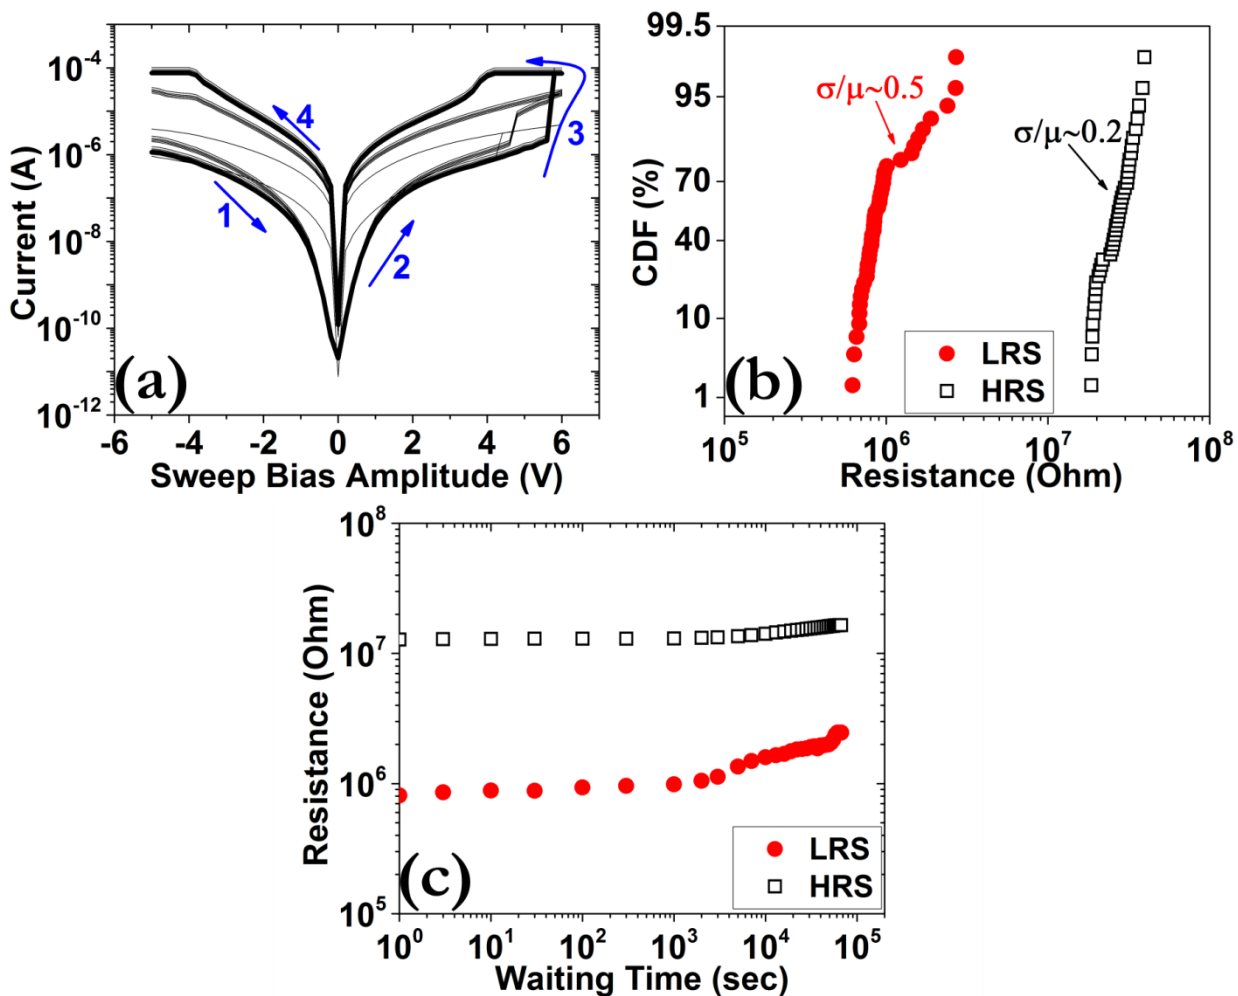 10^-4
10^-6
10^-8
10^-10
10^-12
Current (A)
1
2
3
4
(a)
-6 -4 -2 0 2 4 6
Sweep Bias Amplitude (V)
99.5
95
70
40
10
1
CDF (%)
σ/μ~0.5
σ/μ~0.2
LRS
HRS
(b)
10^5 10^6 10^7 10^8
Resistance (Ohm)
10^8
10^7
10^6
10^5
Resistance (Ohm)
LRS
HRS
(c)
10^0 10^1 10^2 10^3 10^4 10^5
Waiting Time (sec)